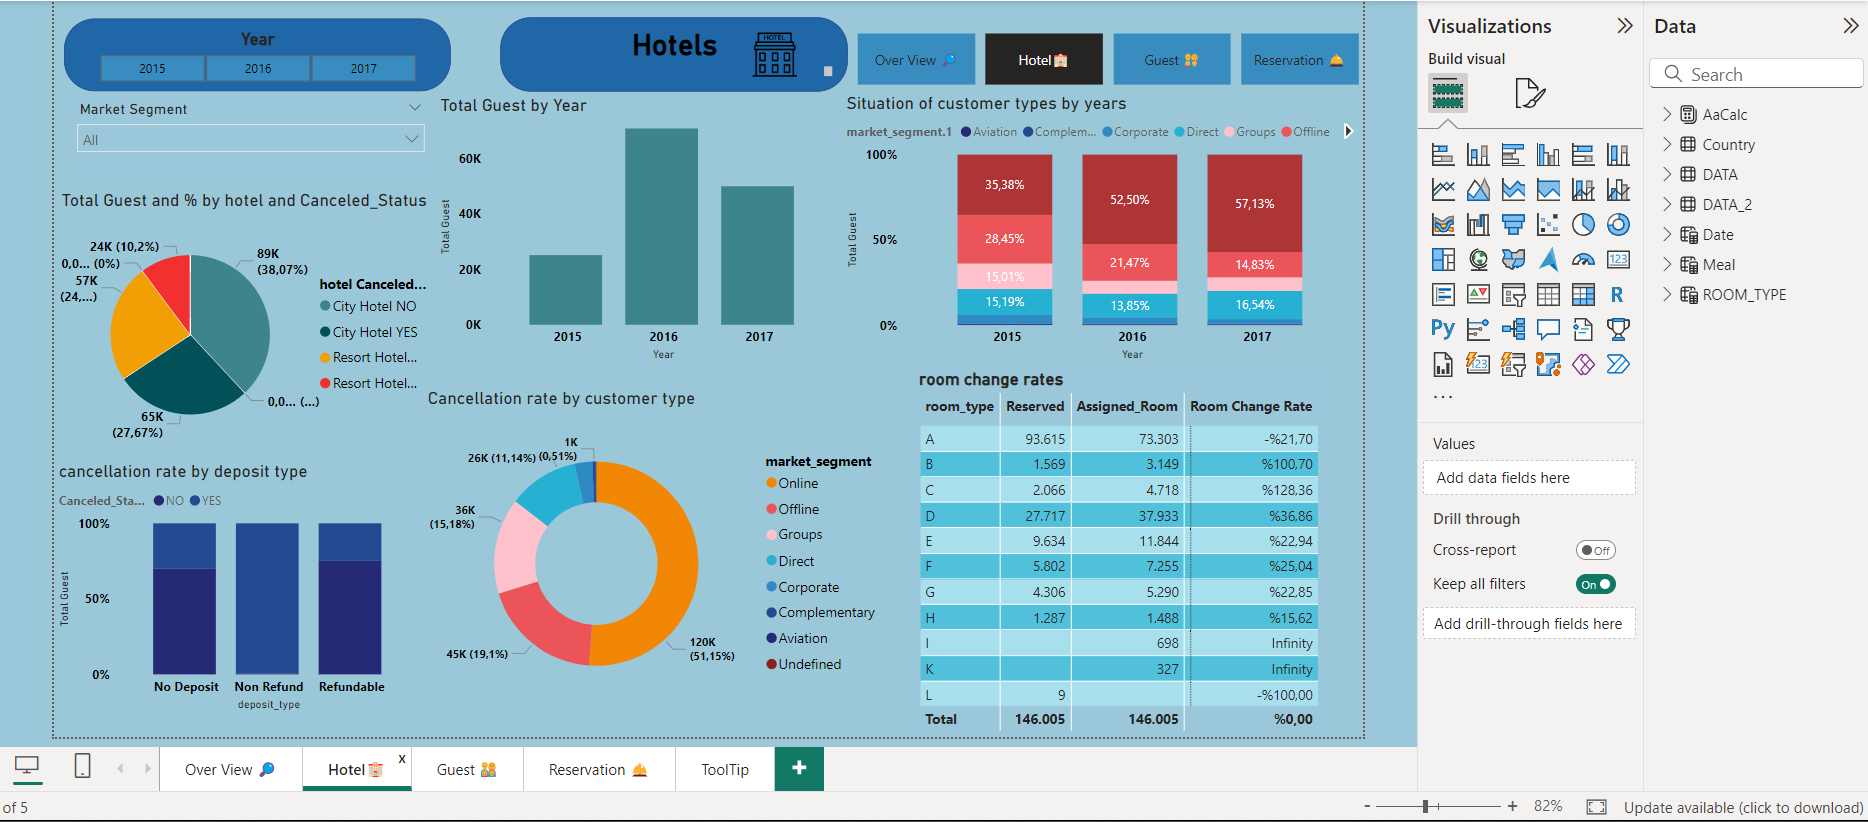 Year
2015 2016 2017
Hotels
HOTEL
Over View
Hotel
Guest
Reservation
Market Segment
All
Total Guest and % by hotel and Canceled_Status
24K (10,2%)
0,0... (0%)
57K
(24,...)
89K
(38,07%)
65K
(27,67%)
0,0... (...)
hotel Canceled...
City Hotel NO
City Hotel YES
Resort Hotel...
Resort Hotel...
cancellation rate by deposit type
Canceled_Sta... NO YES
100%
50%
0%
Total Guest
No Deposit Non Refund Refundable
deposit_type
Total Guest by Year
60K
40K
20K
0K
Total Guest
2015 2016 2017
Year
Cancellation rate by customer type
1K
(0,51%)
26K (11,14%)
36K
(15,18%)
45K (19,1%)
120K
(51,15%)
market_segment
Online
Offline
Groups
Direct
Corporate
Complementary
Aviation
Undefined
Situation of customer types by years
market_segment.1 Aviation Complem... Corporate Direct Groups Offline
100%
50%
0%
Total Guest
35,38% 52,50% 57,13%
28,45% 21,47% 14,83%
15,01%
15,19% 13,85% 16,54%
2015 2016 2017
Year
room change rates
room_type Reserved Assigned_Room Room Change Rate
A 93.615 73.303 -%21,70
B 1.569 3.149 %100,70
C 2.066 4.718 %128,36
D 27.717 37.933 %36,86
E 9.634 11.844 %22,94
F 5.802 7.255 %25,04
G 4.306 5.290 %22,85
H 1.287 1.488 %15,62
I 698 Infinity
K 327 Infinity
L 9 -%100,00
Total 146.005 146.005 %0,00
Over View
Hotel
x
Guest
Reservation
ToolTip
+
of 5
- + 82%
Update available (click to download)
Visualizations
Build visual
123
R
Py
123
...
Values
Add data fields here
Drill through
Cross-report Off
Keep all filters On
Add drill-through fields here
Data
Search
AaCalc
Country
DATA
DATA_2
Date
Meal
ROOM_TYPE